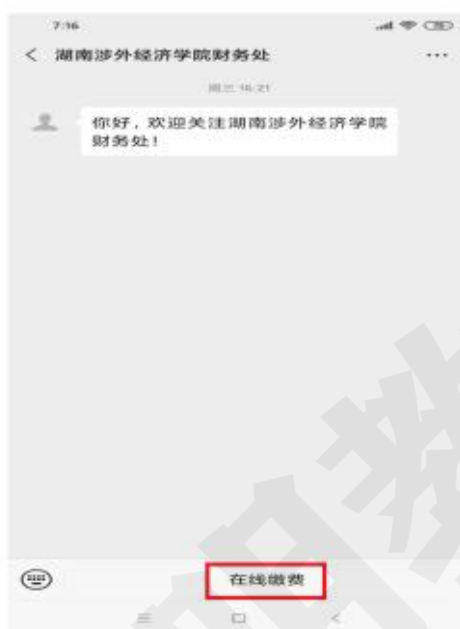 7:16
湖南涉外经济学院财务处
周三 16:21
你好，欢迎关注湖南涉外经济学院
财务处！
在线缴费